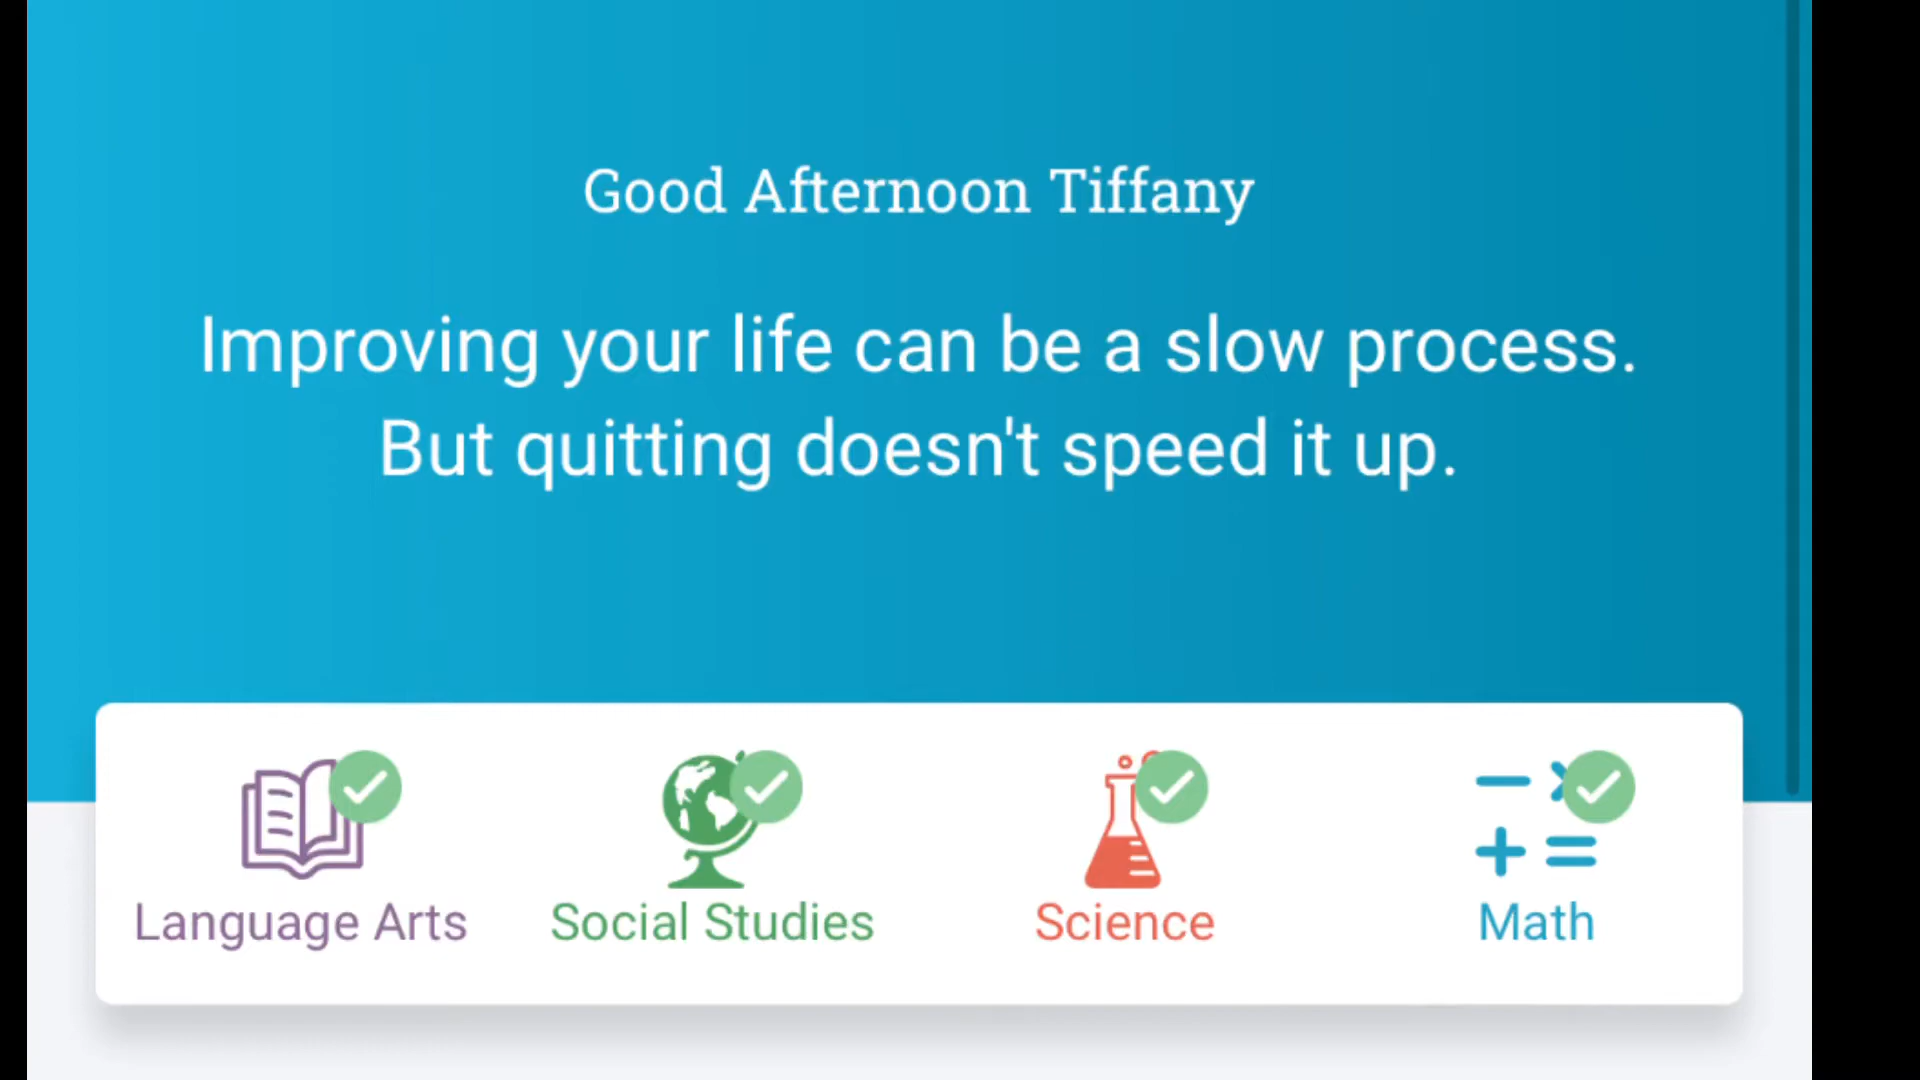 Good Afternoon Tiffany
Improving your life can be a slow process.
But quitting doesn't speed it up.
Language Arts
Social Studies
Science
Math